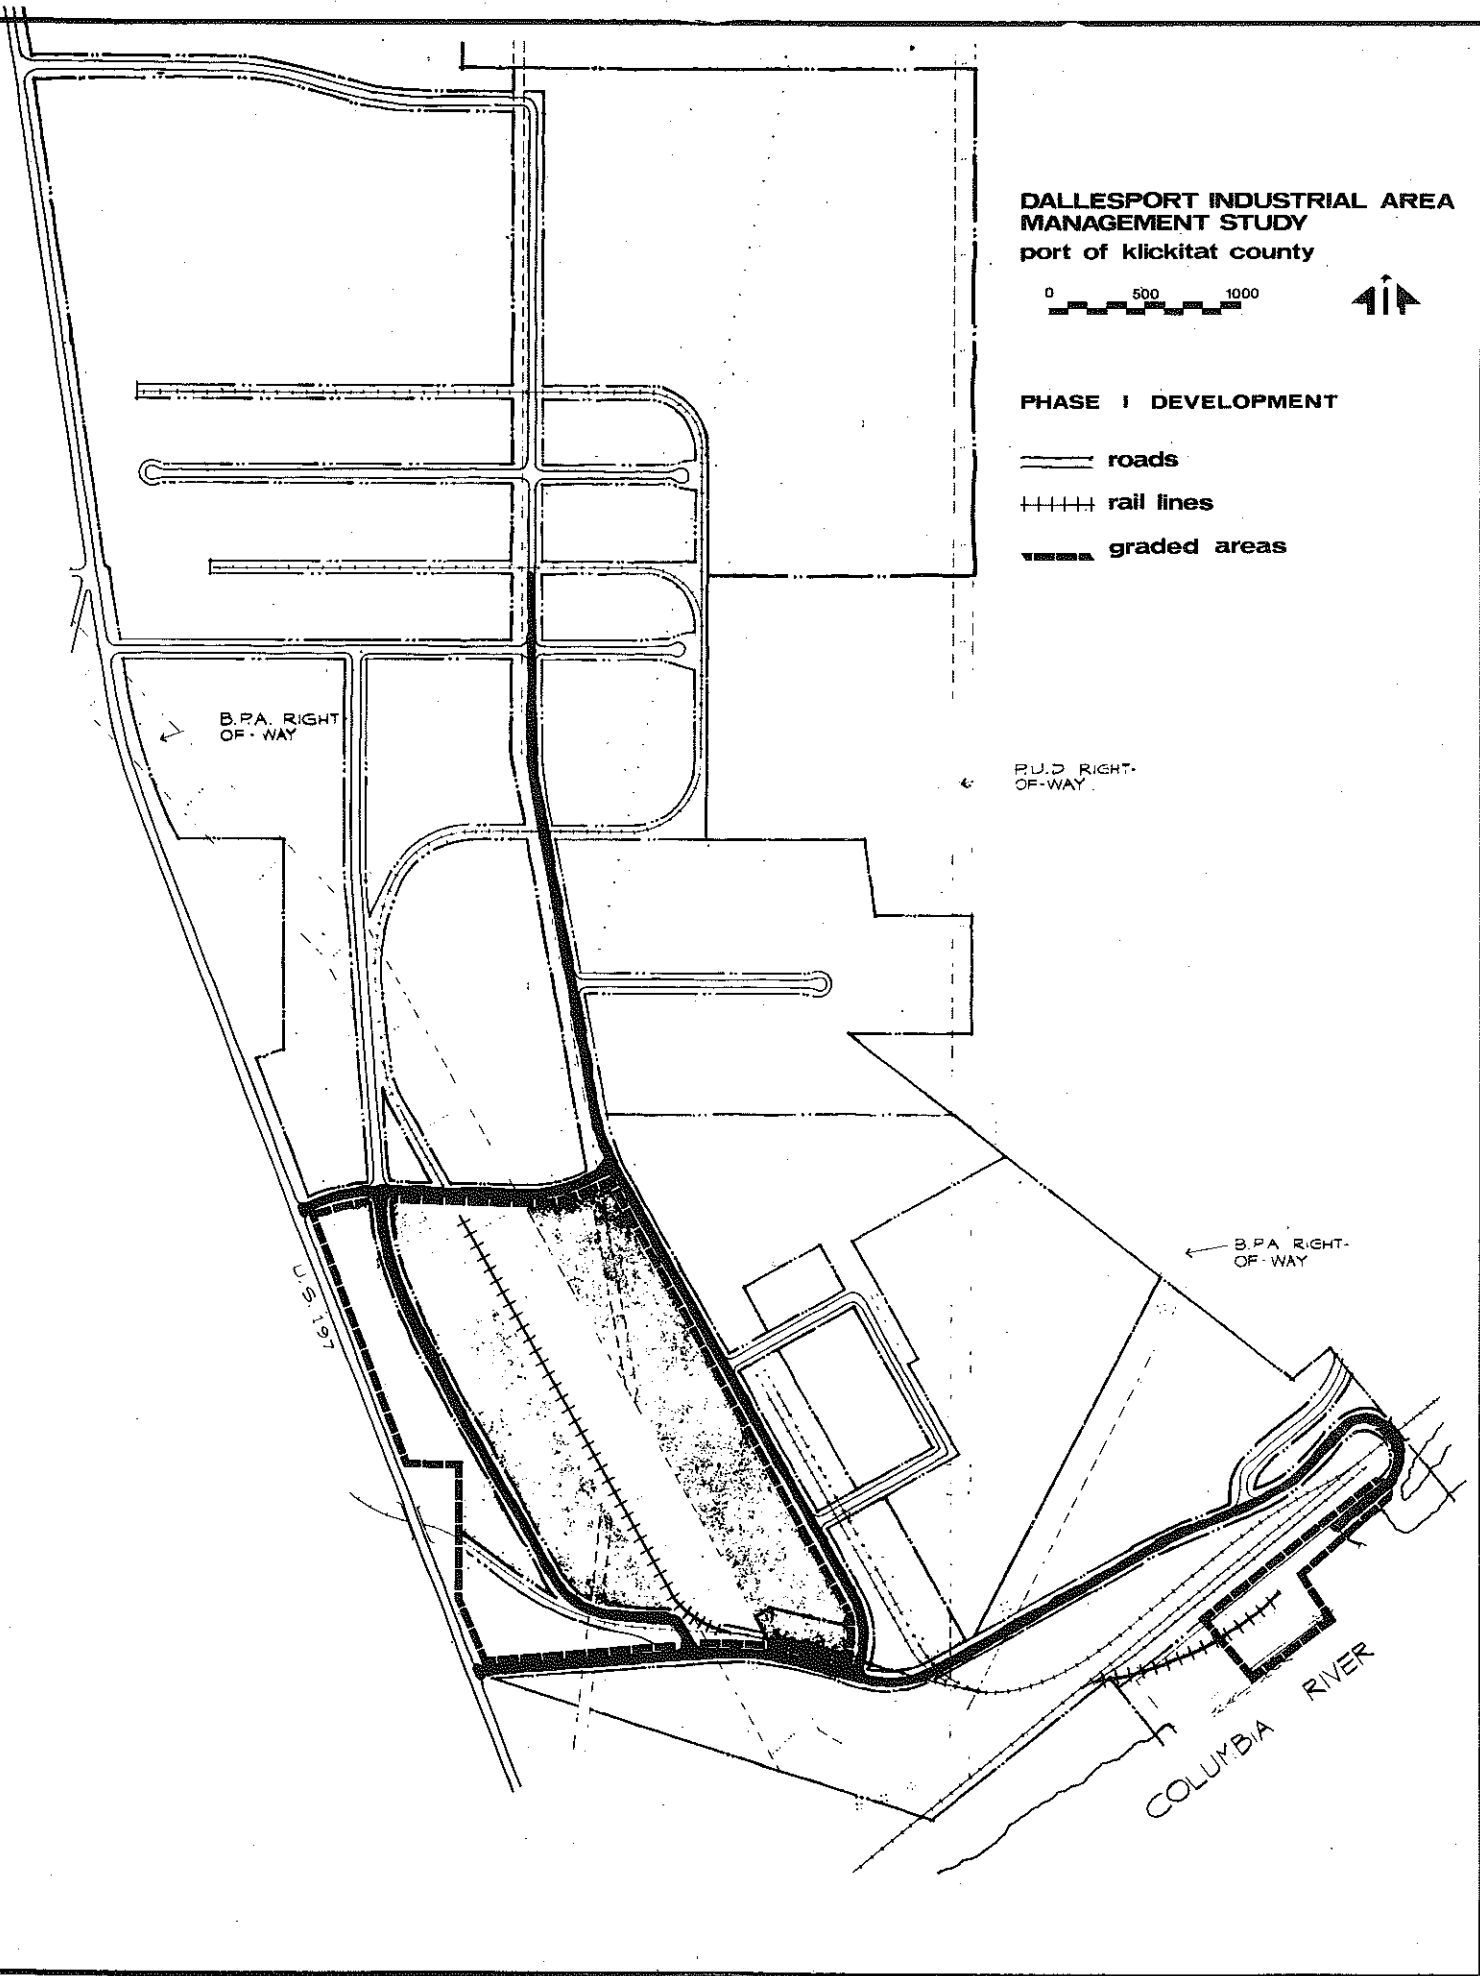 DALLESPORT INDUSTRIAL AREA
MANAGEMENT STUDY
port of klickitat county
0 500 1000
PHASE I DEVELOPMENT
roads
rail lines
graded areas
B.P.A. RIGHT
OF-WAY
P.U.D RIGHT-
OF-WAY
B.P.A RIGHT-
OF-WAY
U.S. 197
COLUMBIA RIVER